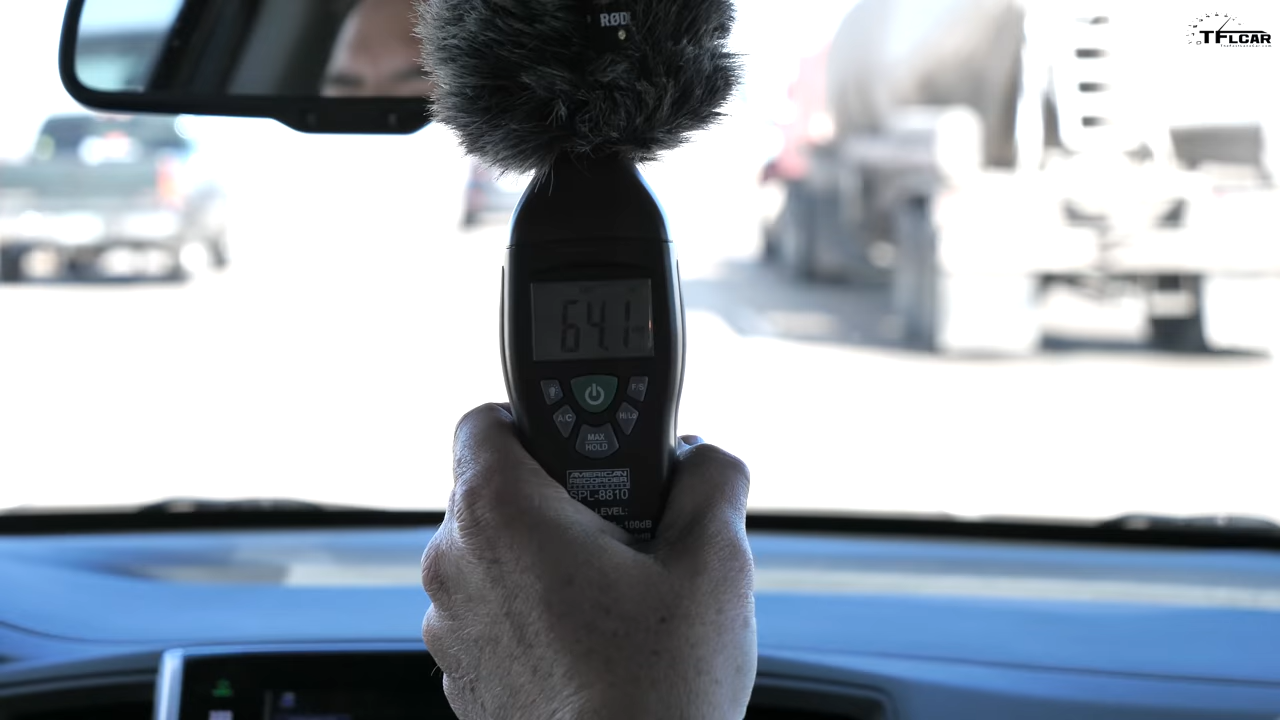 RØDE
TFLCAR
64.1
F/S
A/C
Hi/Lo
MAX
HOLD
AMERICAN
RECORDER
SPL-8810
LEVEL:
100dB